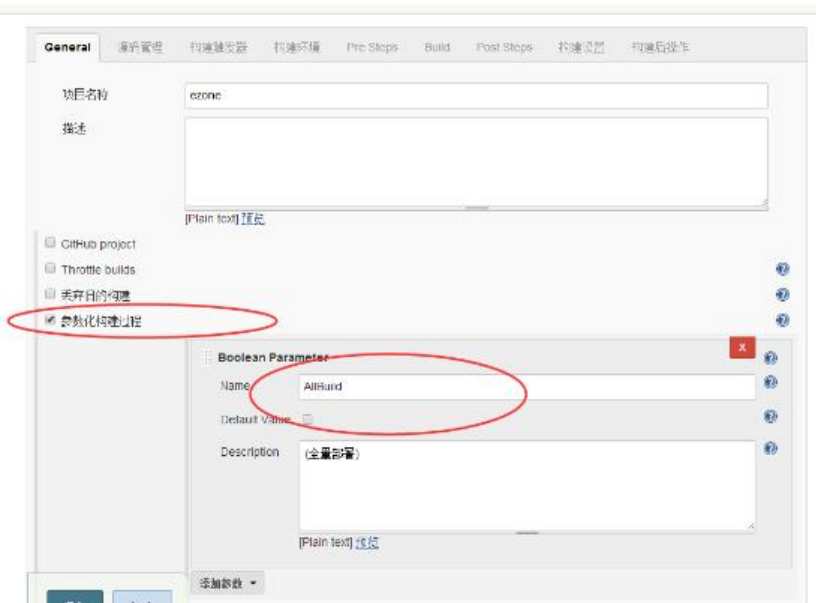 General 源码管理 构建触发器 构建环境 Pre Steps Build Post Steps 构建设置 构建后操作
项目名称 ezone
描述
[Plain text] 预览
GitHub project
Throttle builds
丢弃旧的构建
参数化构建过程
X
Boolean Parameter
Name AllBuild
Default Value
Description (全量部署)
[Plain text] 预览
添加参数